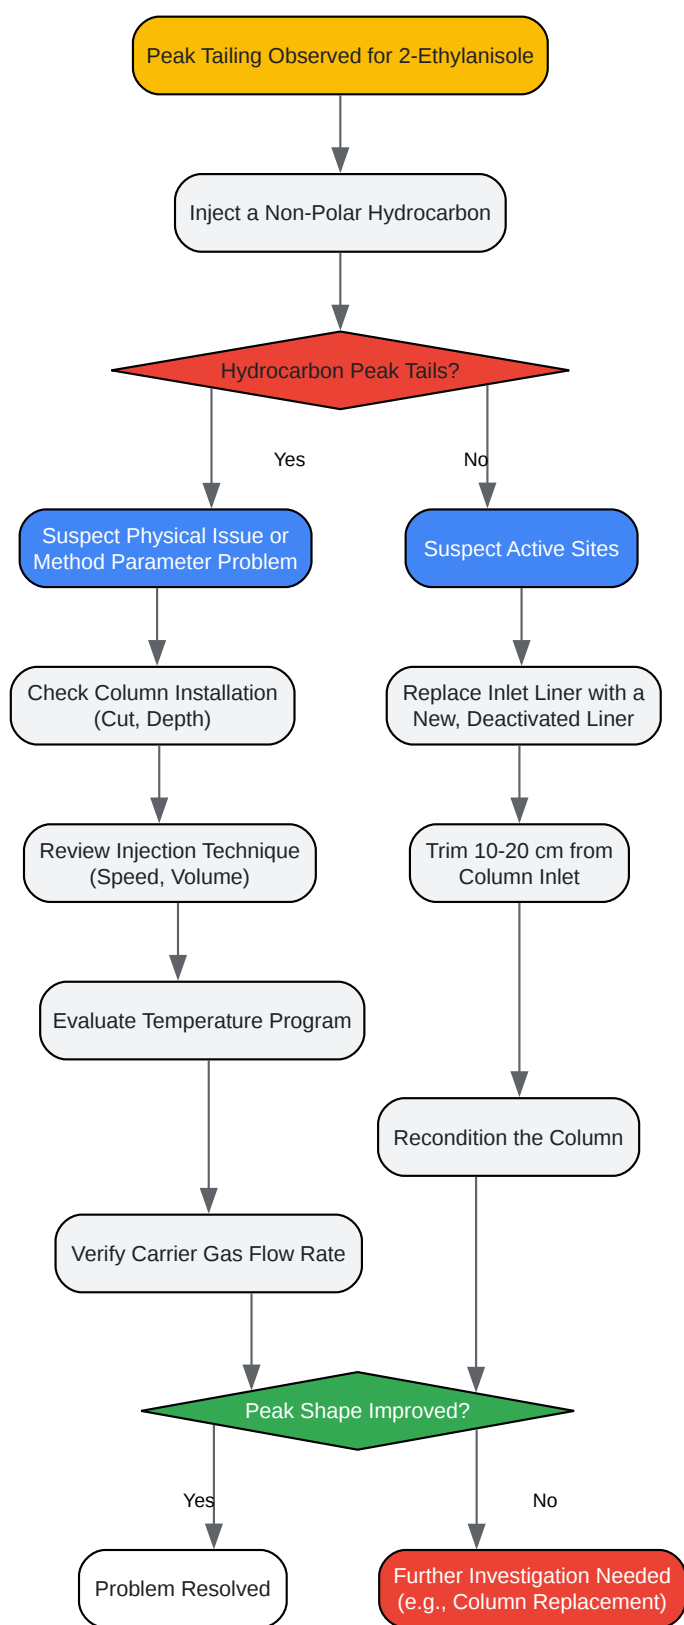 Peak Tailing Observed for 2-Ethylanisole
Inject a Non-Polar Hydrocarbon
Hydrocarbon Peak Tails?
Yes
No
Suspect Physical Issue or
Method Parameter Problem
Suspect Active Sites
Check Column Installation
(Cut, Depth)
Replace Inlet Liner with a
New, Deactivated Liner
Review Injection Technique
(Speed, Volume)
Trim 10-20 cm from
Column Inlet
Evaluate Temperature Program
Recondition the Column
Verify Carrier Gas Flow Rate
Peak Shape Improved?
Yes
No
Problem Resolved
Further Investigation Needed
(e.g., Column Replacement)